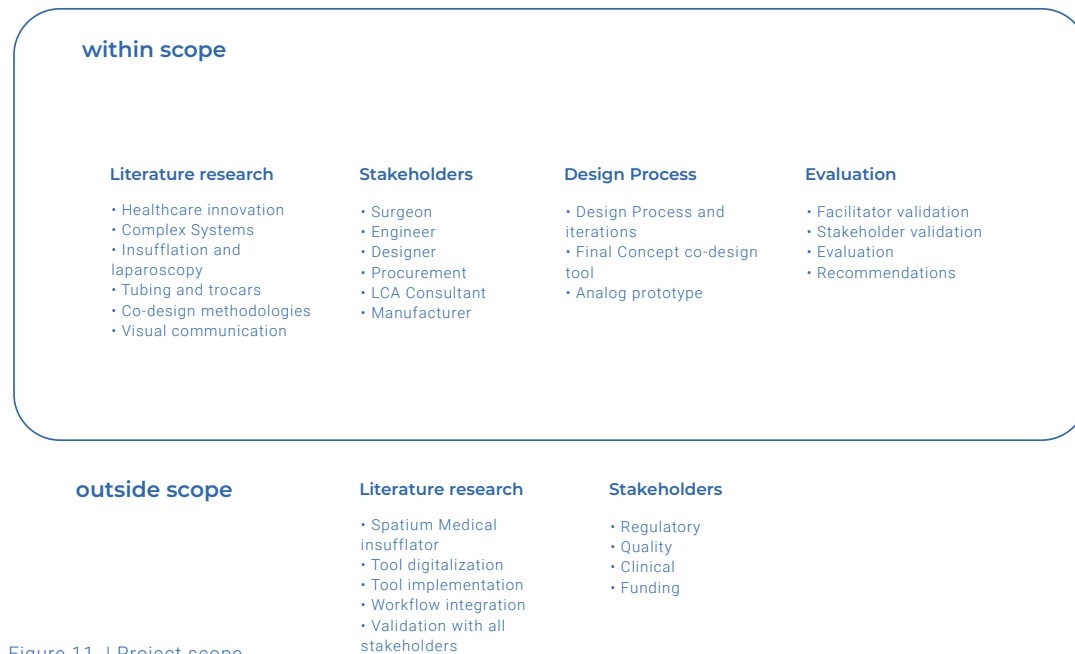 within scope
Literature research
• Healthcare innovation
• Complex Systems
• Insufflation and
laparoscopy
• Tubing and trocars
• Co-design methodologies
• Visual communication
Stakeholders
• Surgeon
• Engineer
• Designer
• Procurement
• LCA Consultant
• Manufacturer
Design Process
• Design Process and
iterations
• Final Concept co-design
tool
• Analog prototype
Evaluation
• Facilitator validation
• Stakeholder validation
• Evaluation
• Recommendations
outside scope
Literature research
• Spatium Medical
insufflator
• Tool digitalization
• Tool implementation
• Workflow integration
• Validation with all
stakeholders
Stakeholders
• Regulatory
• Quality
• Clinical
• Funding
Figure 11. | Project scope